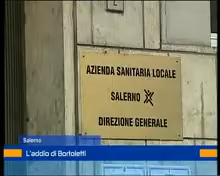 AZIENDA SANITARIA LOCALE
SALERNO
DIREZIONE GENERALE
Salerno
L'addio di Bortoletti